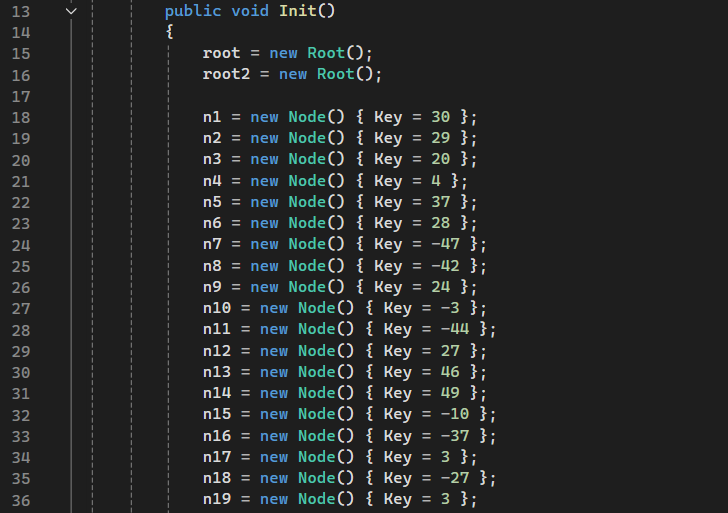 13 public void Init()
14 {
15 root = new Root();
16 root2 = new Root();
17
18 n1 = new Node() { Key = 30 };
19 n2 = new Node() { Key = 29 };
20 n3 = new Node() { Key = 20 };
21 n4 = new Node() { Key = 4 };
22 n5 = new Node() { Key = 37 };
23 n6 = new Node() { Key = 28 };
24 n7 = new Node() { Key = -47 };
25 n8 = new Node() { Key = -42 };
26 n9 = new Node() { Key = 24 };
27 n10 = new Node() { Key = -3 };
28 n11 = new Node() { Key = -44 };
29 n12 = new Node() { Key = 27 };
30 n13 = new Node() { Key = 46 };
31 n14 = new Node() { Key = 49 };
32 n15 = new Node() { Key = -10 };
33 n16 = new Node() { Key = -37 };
34 n17 = new Node() { Key = 3 };
35 n18 = new Node() { Key = -27 };
36 n19 = new Node() { Key = 3 };